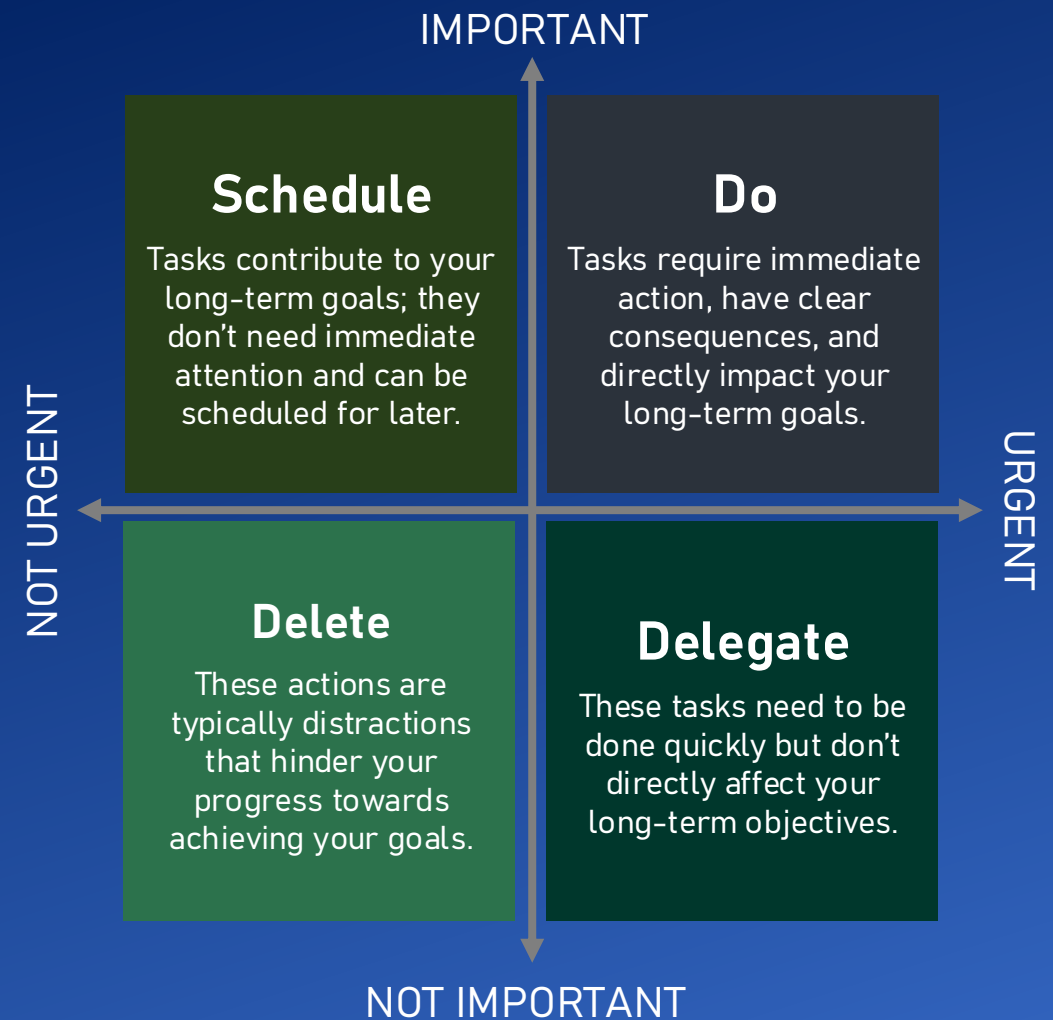 IMPORTANT
Schedule
Tasks contribute to your
long-term goals; they
don't need immediate
attention and can be
scheduled for later.
Do
Tasks require immediate
action, have clear
consequences, and
directly impact your
long-term goals.
NOT URGENT
URGENT
Delete
These actions are
typically distractions
that hinder your
progress towards
achieving your goals.
Delegate
These tasks need to be
done quickly but don't
directly affect your
long-term objectives.
NOT IMPORTANT